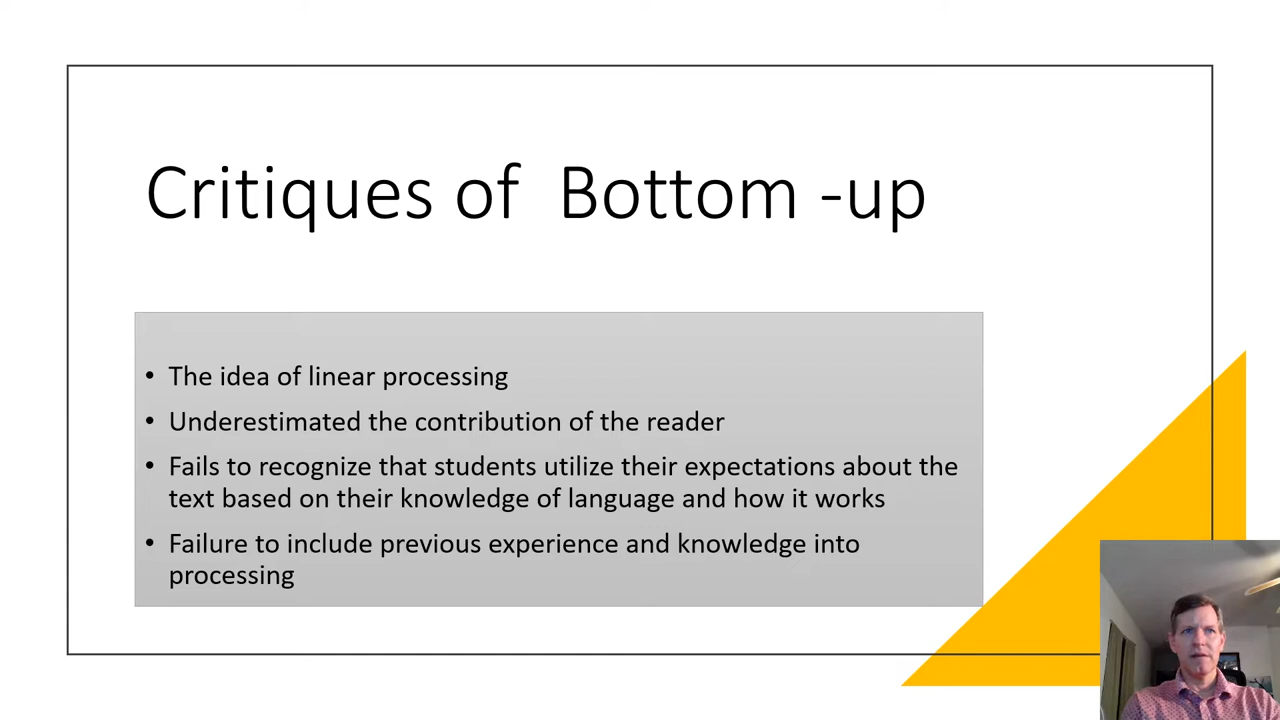 Critiques of  Bottom -up
• The idea of linear processing
• Underestimated the contribution of the reader
• Fails to recognize that students utilize their expectations about the
text based on their knowledge of language and how it works
• Failure to include previous experience and knowledge into
processing